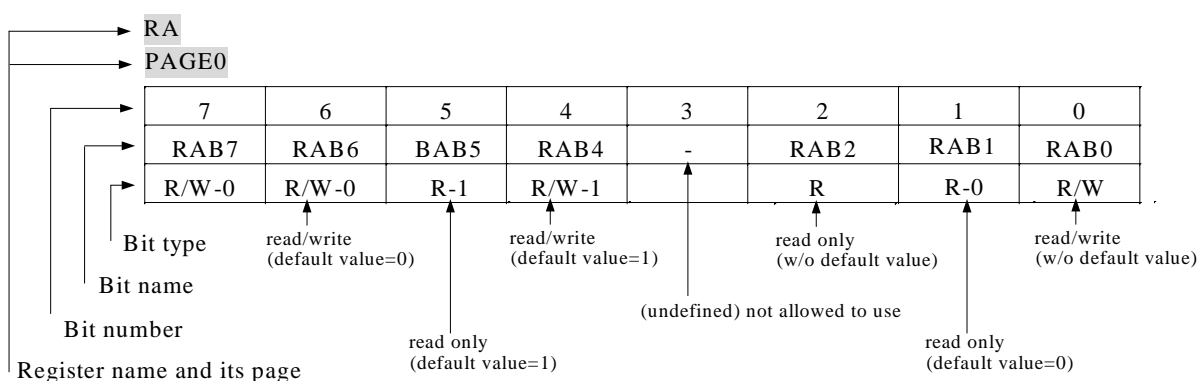 RA
PAGE0
7 6 5 4 3 2 1 0
RAB7 RAB6 BAB5 RAB4 - RAB2 RAB1 RAB0
R/W-0 R/W-0 R-1 R/W-1 R R-0 R/W
Bit type
read/write
(default value=0)
read/write
(default value=1)
read only
(w/o default value)
read/write
(w/o default value)
Bit name
(undefined) not allowed to use
Bit number
read only
(default value=1)
read only
(default value=0)
Register name and its page